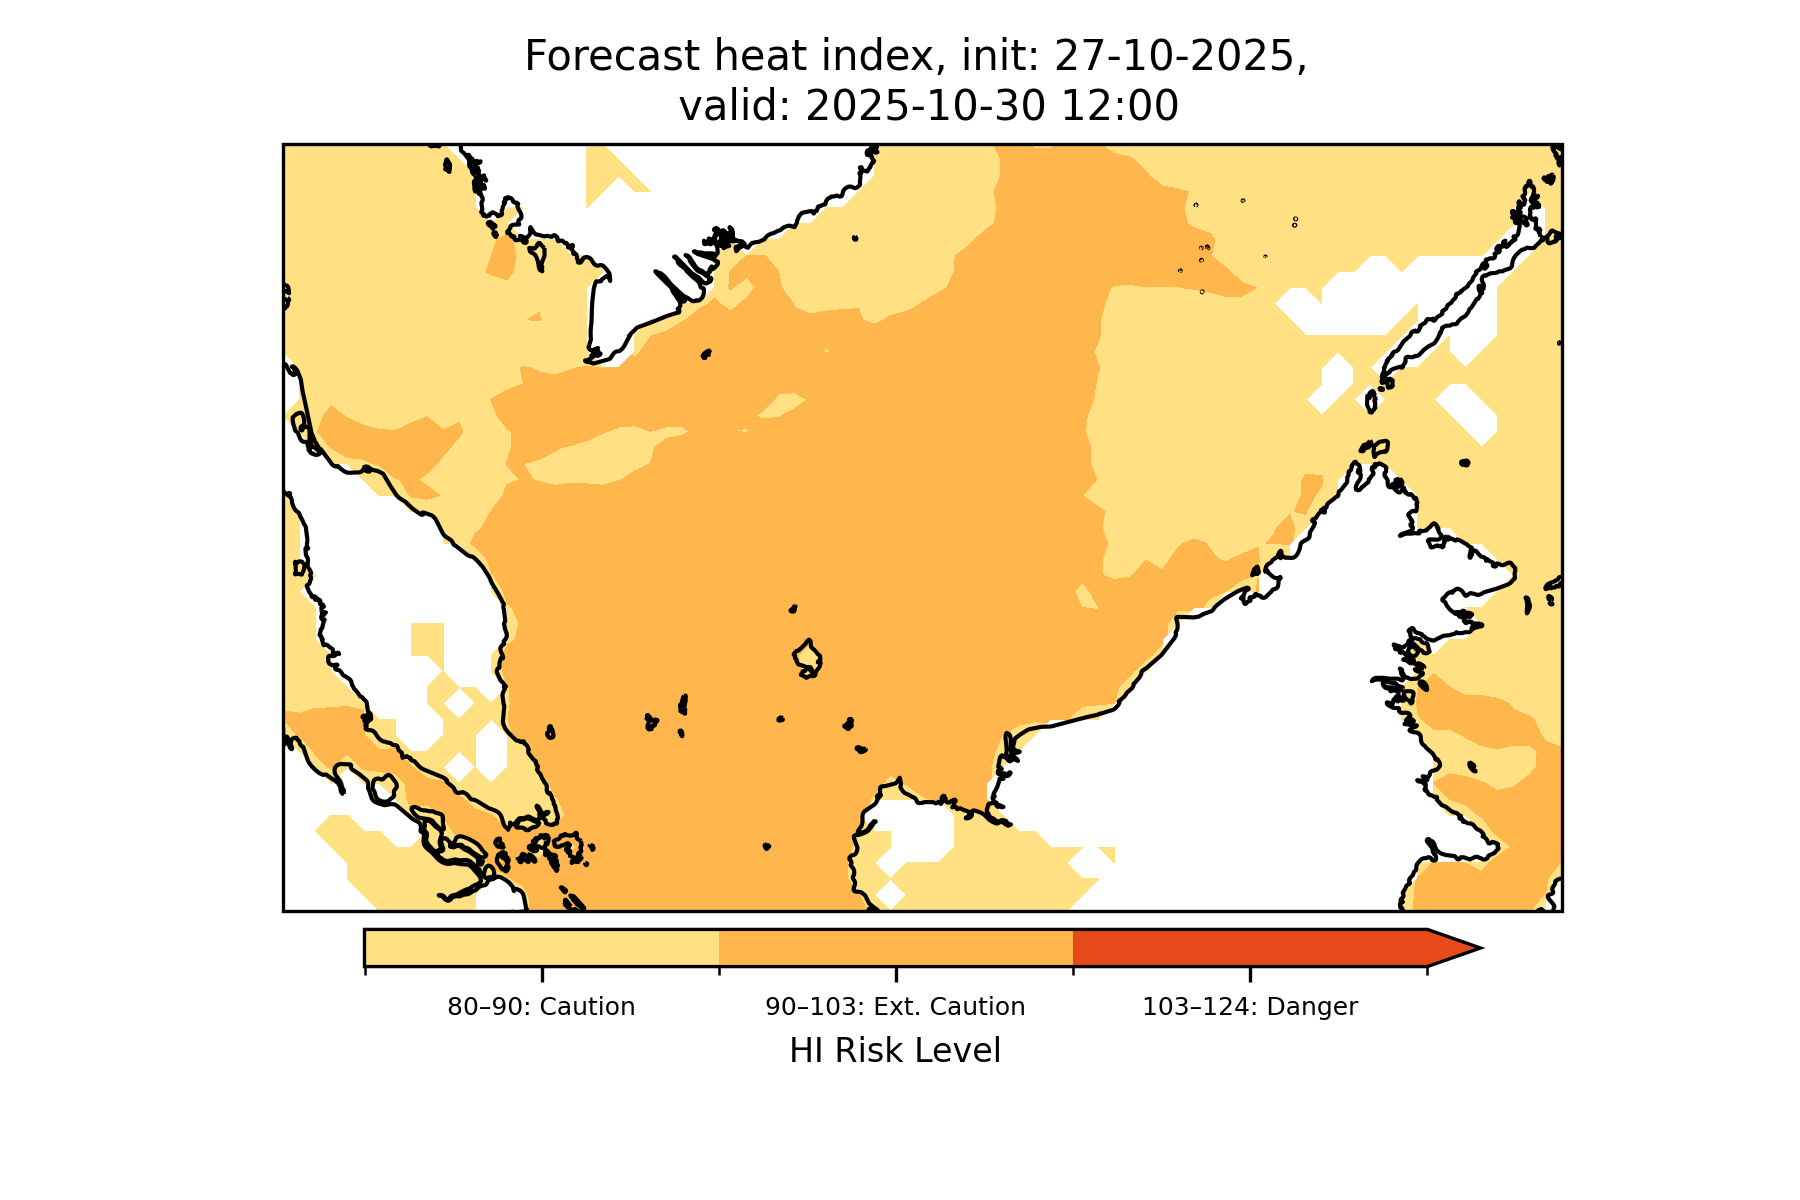 Forecast heat index, init: 27-10-2025,
valid: 2025-10-30 12:00
80–90: Caution
90–103: Ext. Caution
103–124: Danger
HI Risk Level